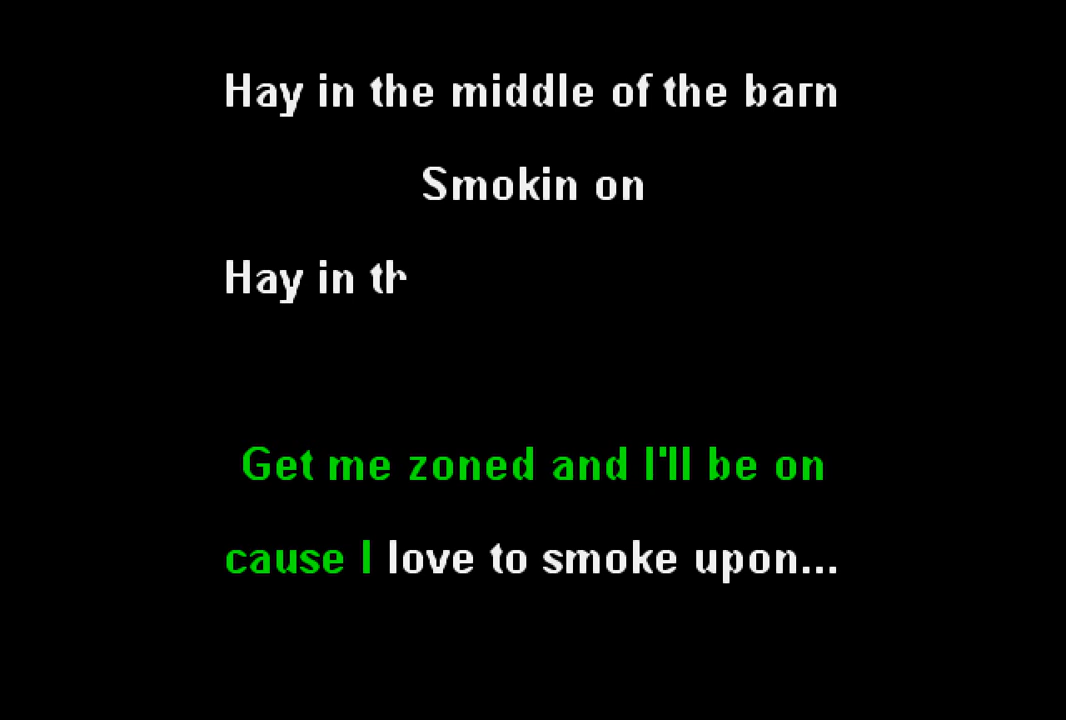 Hay in the middle of the barn
Smokin on
Hay in th
Get me zoned and I'll be on
cause I love to smoke upon...